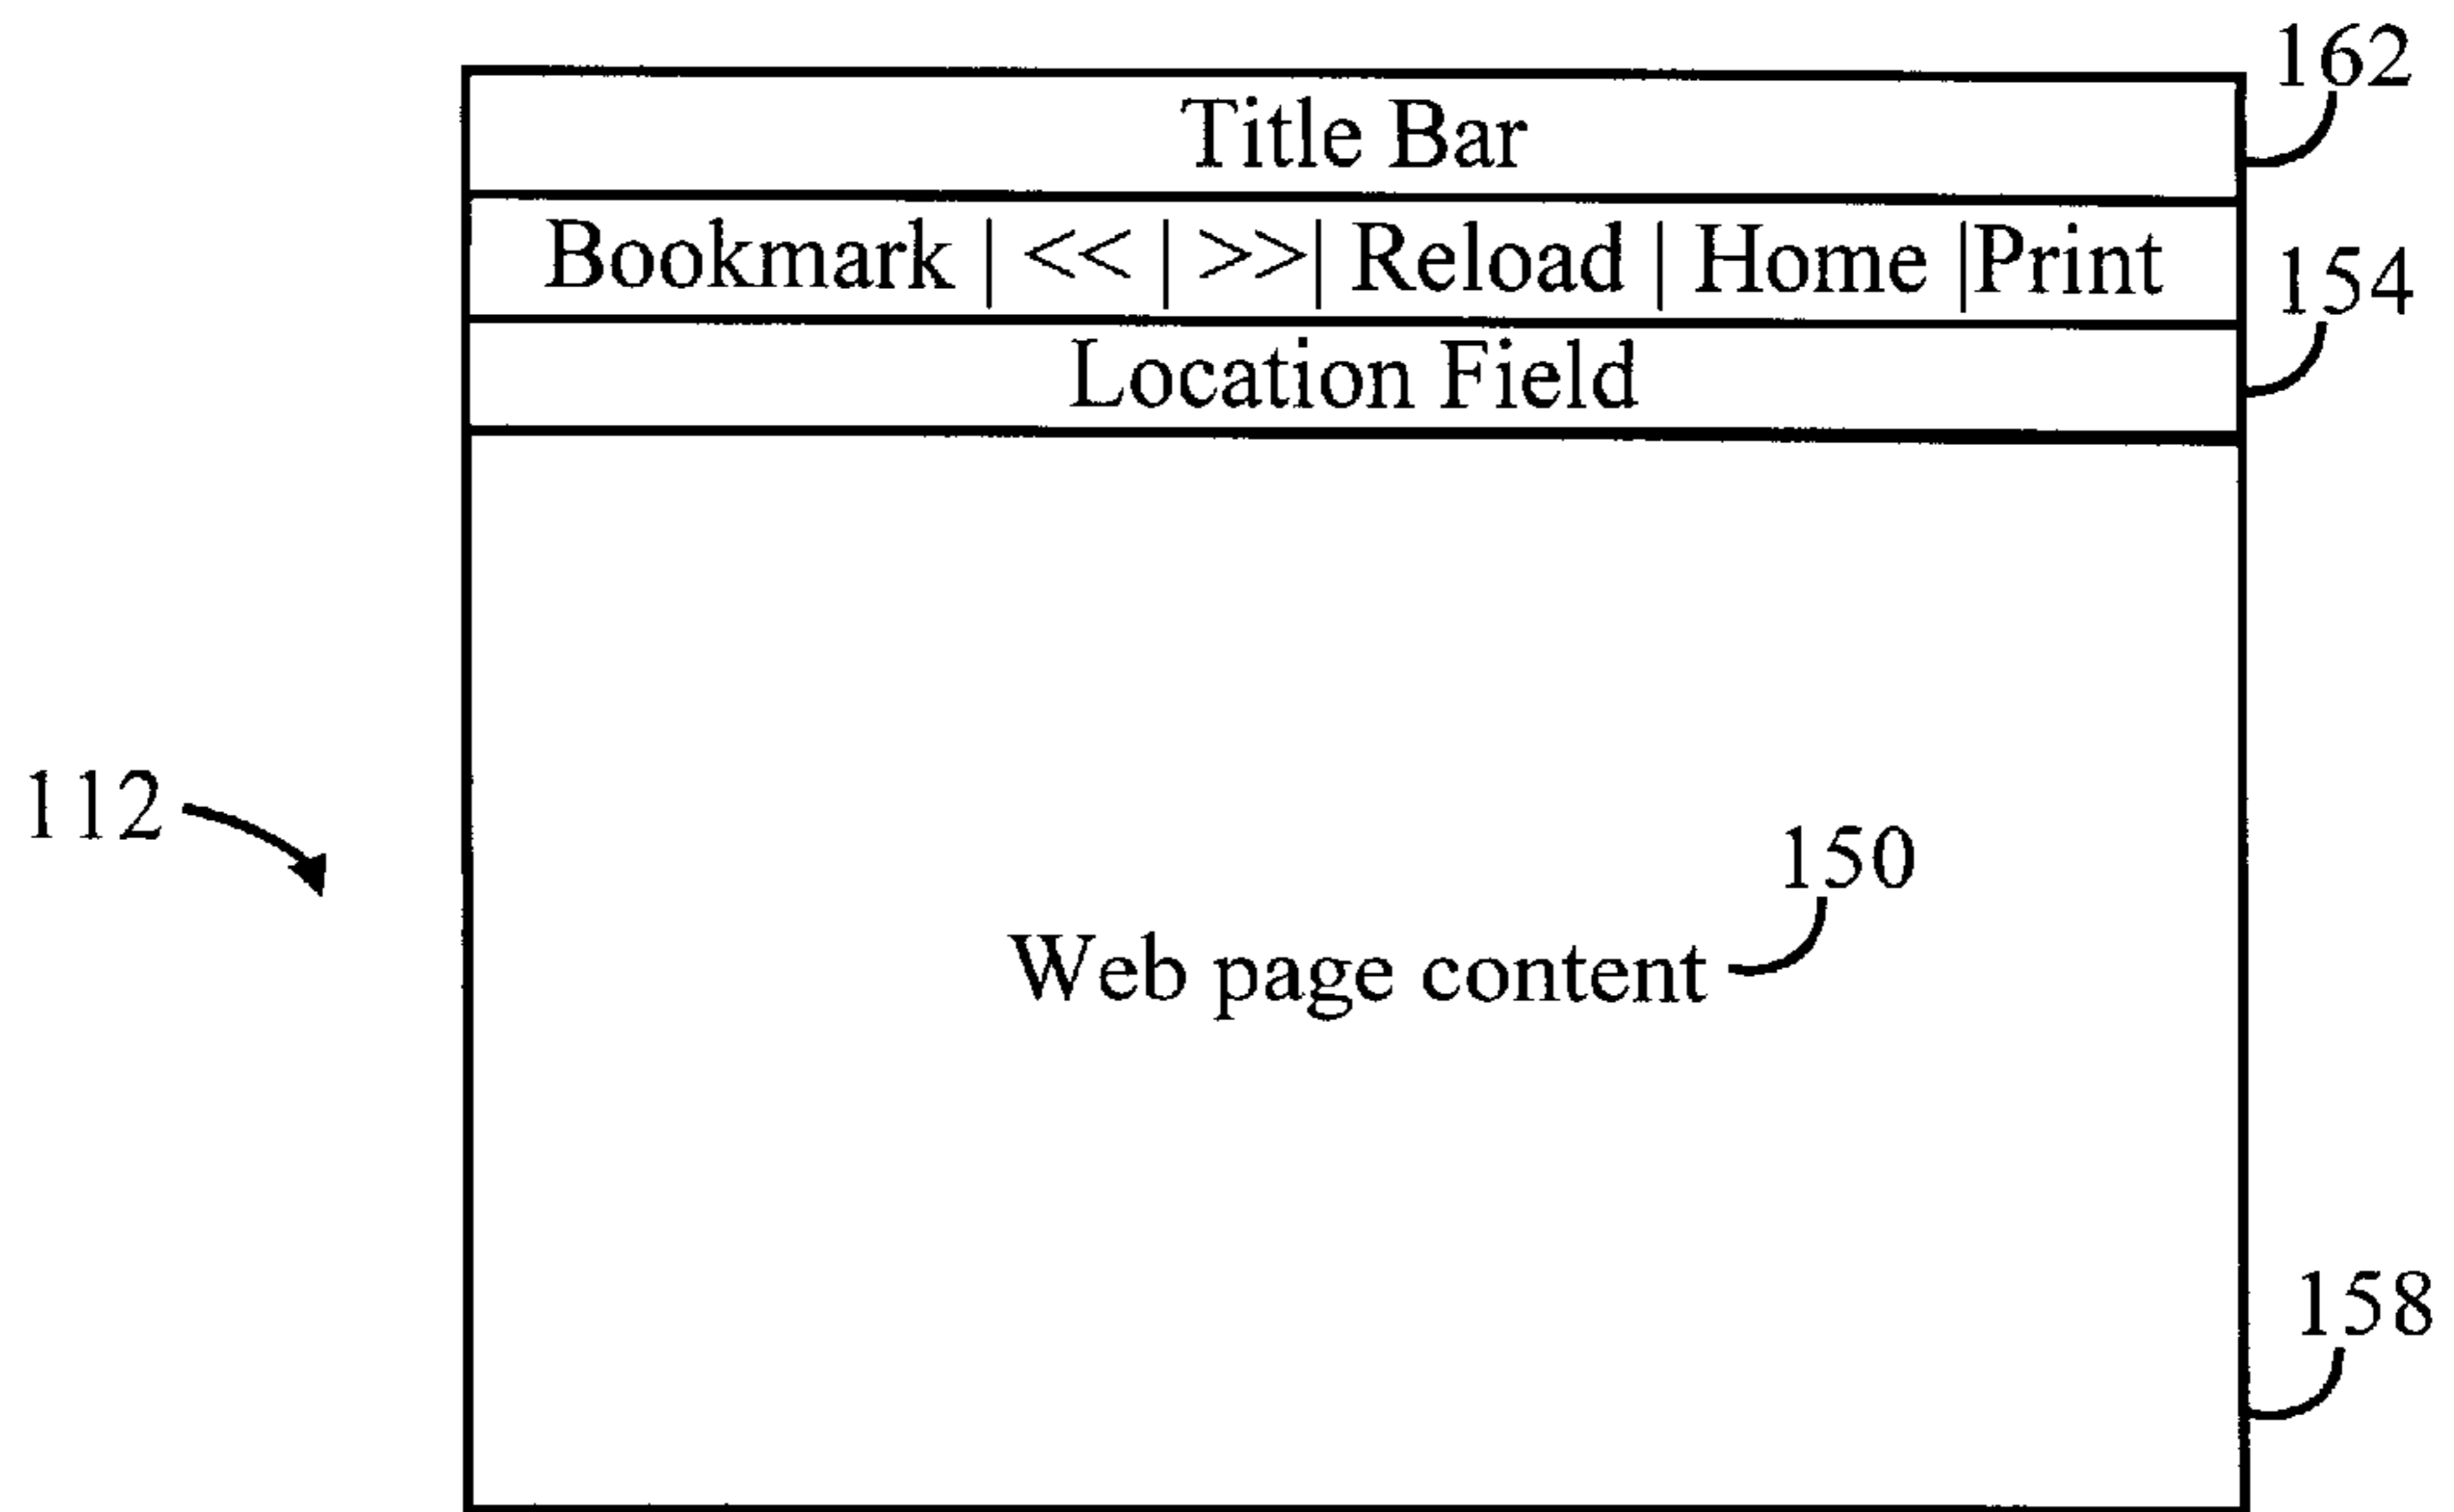 162
Title Bar
Bookmark | << | >>| Reload | Home |Print
154
Location Field
112
150
Web page content
158